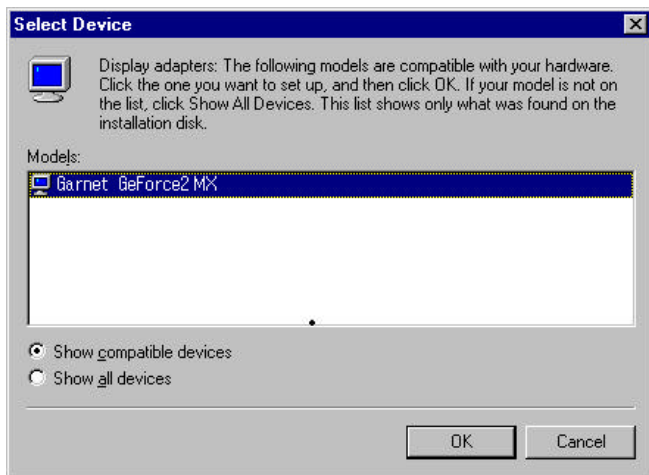 Select Device
Display adapters: The following models are compatible with your hardware.
Click the one you want to set up, and then click OK. If your model is not on
the list, click Show All Devices. This list shows only what was found on the
installation disk.
Models:
Garnet GeForce2 MX
Show compatible devices
Show all devices
OK
Cancel